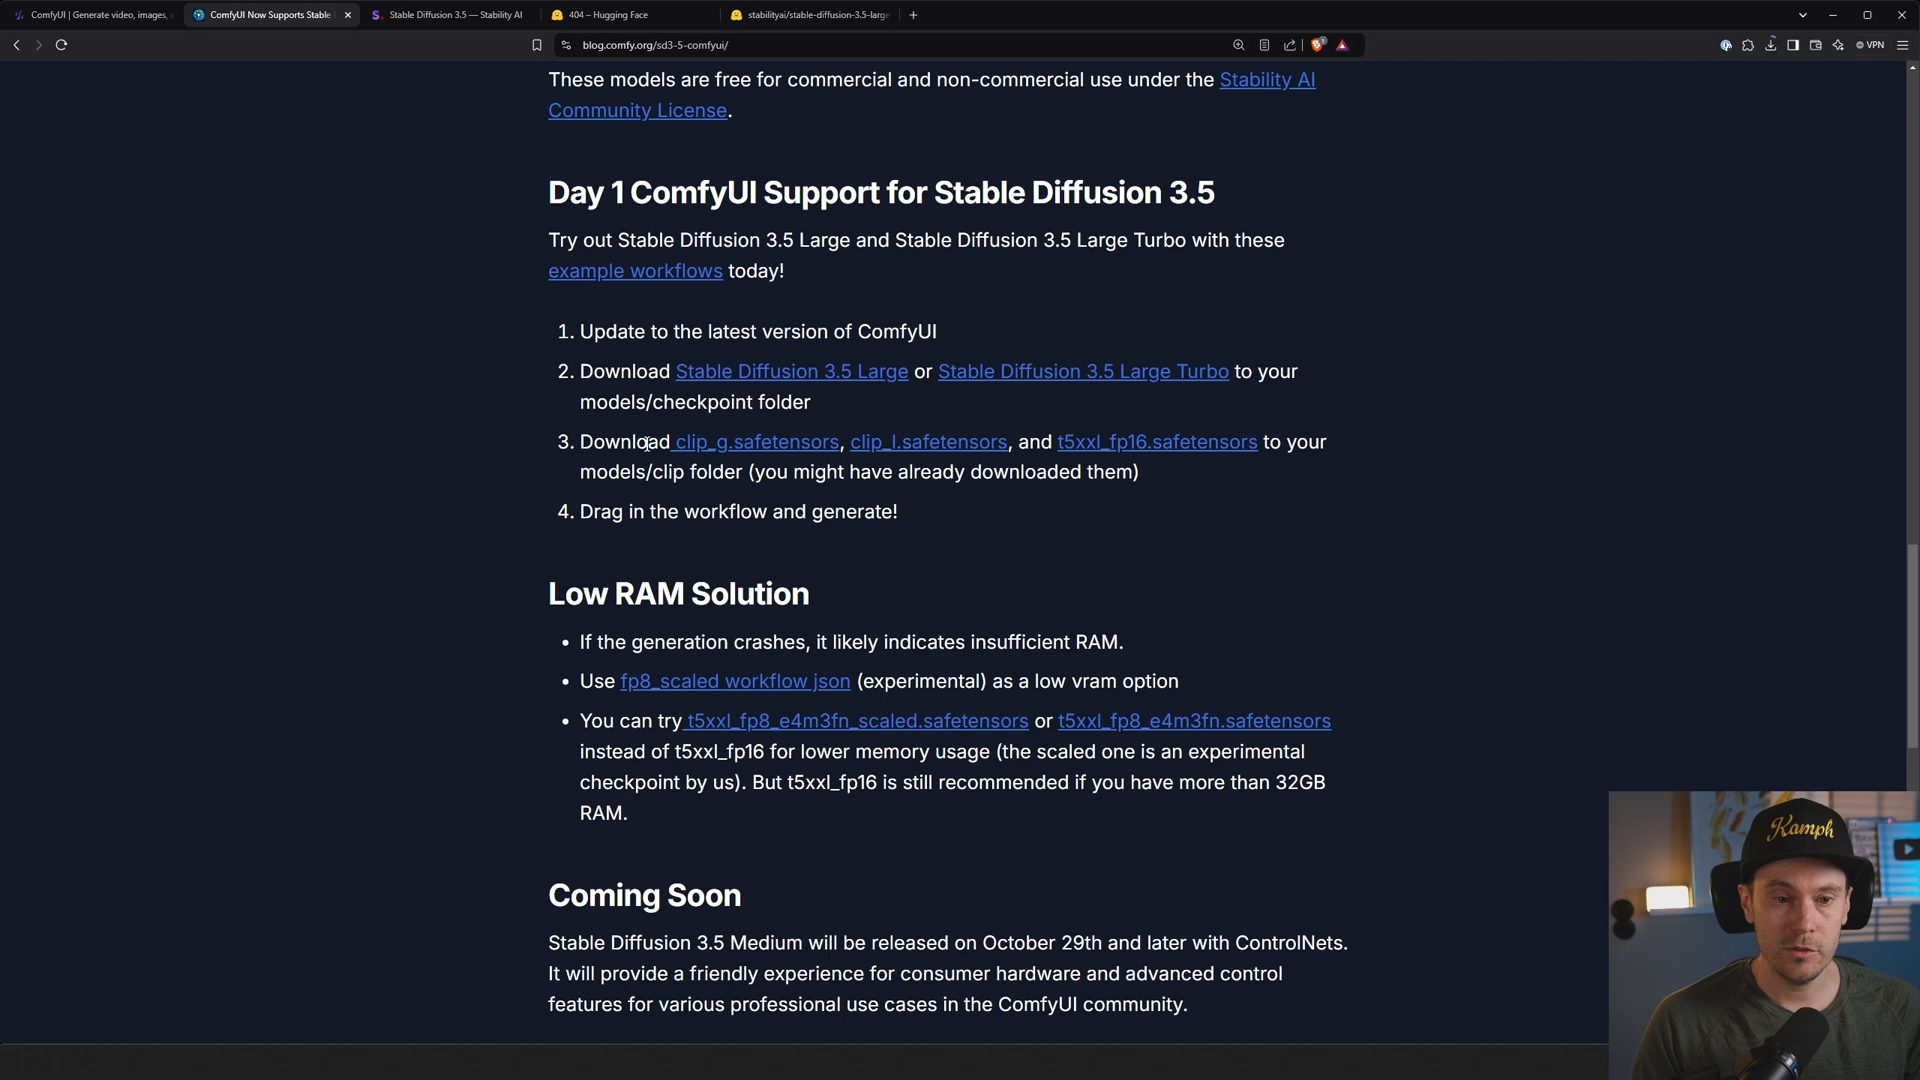 ComfyUI | Generate video, images,
ComfyUI Now Supports Stable
Stable Diffusion 3.5 — Stability AI
404 – Hugging Face
stabilityai/stable-diffusion-3.5-large
blog.comfy.org/sd3-5-comfyui/
VPN
These models are free for commercial and non-commercial use under the Stability AI
Community License.
Day 1 ComfyUI Support for Stable Diffusion 3.5
Try out Stable Diffusion 3.5 Large and Stable Diffusion 3.5 Large Turbo with these
example workflows today!
1. Update to the latest version of ComfyUI
2. Download Stable Diffusion 3.5 Large or Stable Diffusion 3.5 Large Turbo to your
models/checkpoint folder
3. Download clip_g.safetensors, clip_l.safetensors, and t5xxl_fp16.safetensors to your
models/clip folder (you might have already downloaded them)
4. Drag in the workflow and generate!
Low RAM Solution
• If the generation crashes, it likely indicates insufficient RAM.
• Use fp8_scaled workflow json (experimental) as a low vram option
• You can try t5xxl_fp8_e4m3fn_scaled.safetensors or t5xxl_fp8_e4m3fn.safetensors
instead of t5xxl_fp16 for lower memory usage (the scaled one is an experimental
checkpoint by us). But t5xxl_fp16 is still recommended if you have more than 32GB
RAM.
Coming Soon
Stable Diffusion 3.5 Medium will be released on October 29th and later with ControlNets.
It will provide a friendly experience for consumer hardware and advanced control
features for various professional use cases in the ComfyUI community.
Kamph